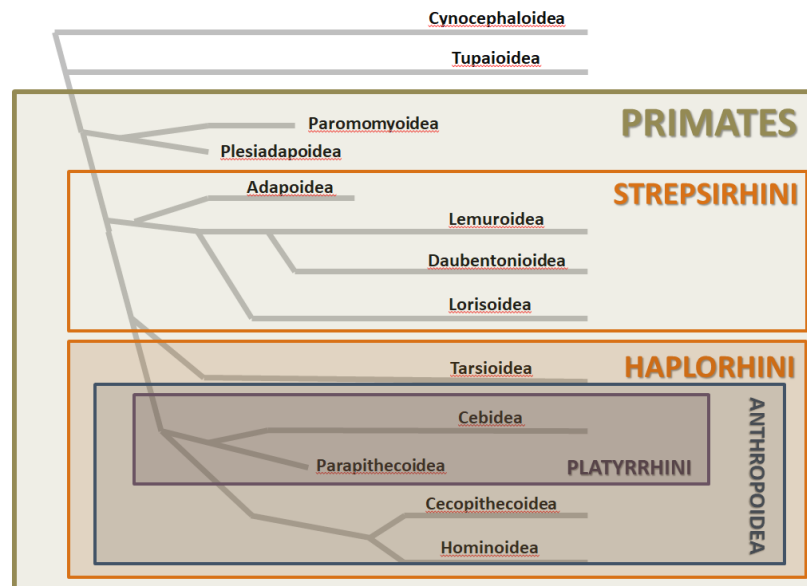 Cynocephaloidea
Tupaioidea
PRIMATES
Paromomyoidea
Plesiadapoidea
STREPSIRHINI
Adapoidea
Lemuroidea
Daubentonioidea
Lorisoidea
HAPLORHINI
Tarsioidea
ANTHROPOIDEA
Cebidea
Parapithecoidea
PLATYRRHINI
Cecopithecoidea
Hominoidea